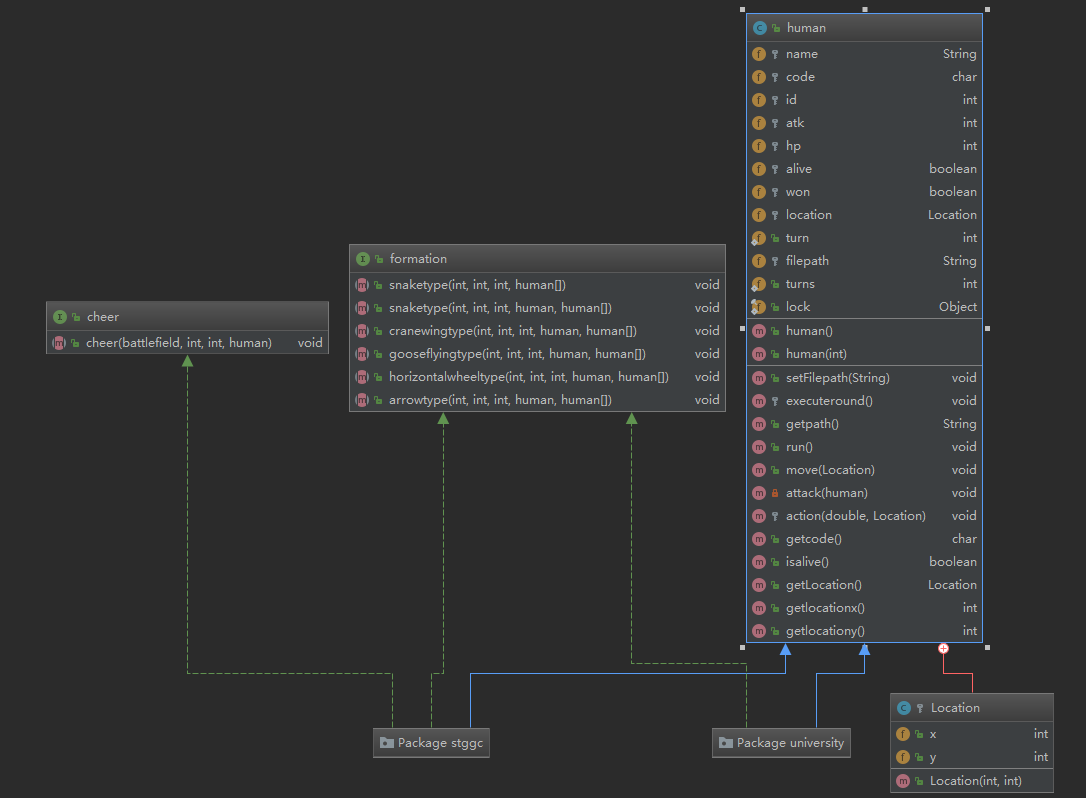 human
name String
code char
id int
atk int
hp int
alive boolean
won boolean
location Location
turn int
filepath String
turns int
lock Object
human()
human(int)
setFilepath(String) void
executeround() void
getpath() String
run() void
move(Location) void
attack(human) void
action(double, Location) void
getcode() char
isalive() boolean
getLocation() Location
getlocationx() int
getlocationy() int
formation
snaketype(int, int, int, human[]) void
snaketype(int, int, int, human, human[]) void
cranewingtype(int, int, int, human, human[]) void
gooseflyingtype(int, int, int, human, human[]) void
horizontalwheeltype(int, int, int, human, human[]) void
arrowtype(int, int, int, human, human[]) void
cheer
cheer(battlefield, int, int, human) void
Package stggc
Package university
Location
x int
y int
Location(int, int)